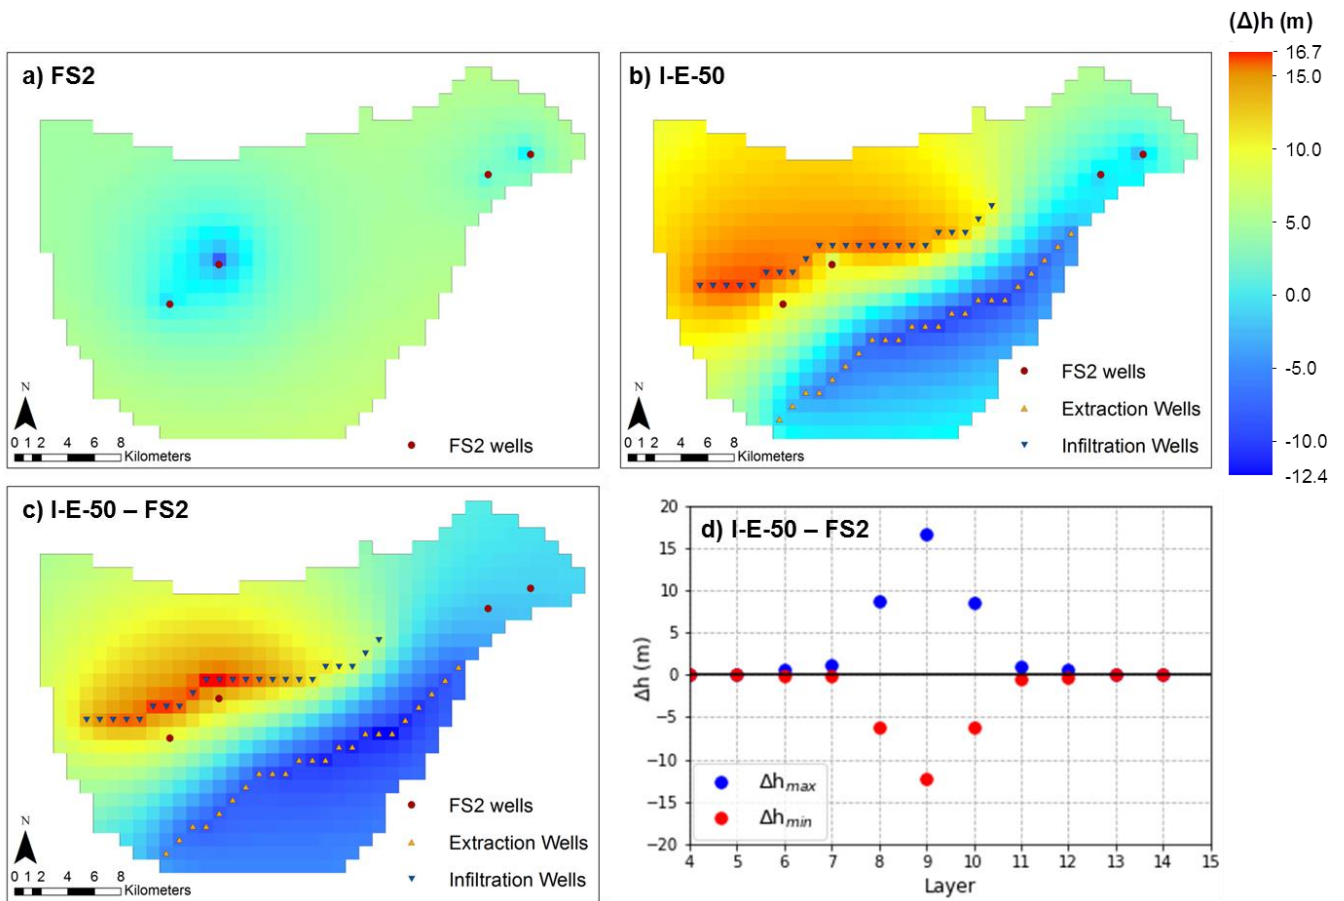 (Δ)h (m)
16.7
15.0
10.0
5.0
0.0
-5.0
-10.0
-12.4
a) FS2
N
0 1 2 4 6 8
Kilometers
FS2 wells
b) I-E-50
N
0 1 2 4 6 8
Kilometers
FS2 wells
Extraction Wells
Infiltration Wells
c) I-E-50 – FS2
N
0 1 2 4 6 8
Kilometers
FS2 wells
Extraction Wells
Infiltration Wells
d) I-E-50 – FS2
20
15
10
5
0
−5
−10
−15
−20
Δh (m)
Δhmax
Δhmin
4 5 6 7 8 9 10 11 12 13 14 15
Layer